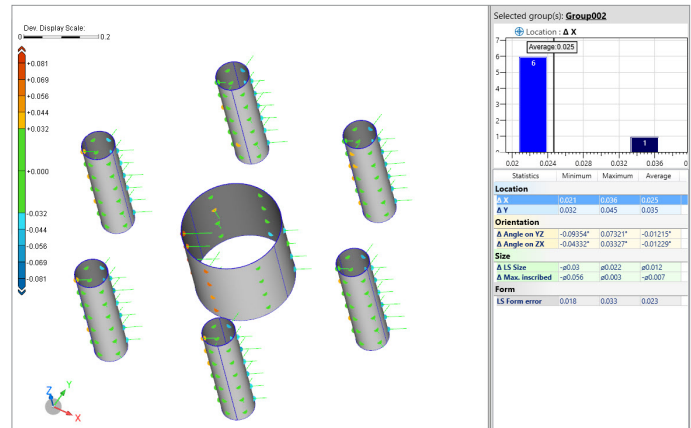 Dev. Display Scale:
0 0.2
+0.081
+0.069
+0.056
+0.044
+0.032
+0.000
-0.032
-0.044
-0.056
-0.069
-0.081
Z
Y
X
Selected group(s): Group002
Location : Δ X
Average:0.025
7
6
5
4
3
2
1
6
1
0.02 0.024 0.028 0.032 0.036 0
Statistics Minimum Maximum Average
Location
Δ X 0.021 0.036 0.025
Δ Y 0.032 0.045 0.035
Orientation
Δ Angle on YZ -0.09354° 0.07321° -0.01215°
Δ Angle on ZX -0.04332° 0.03327° -0.01229°
Size
Δ LS Size -ø0.03 ø0.022 ø0.012
Δ Max. inscribed -ø0.056 ø0.003 -ø0.007
Form
LS Form error 0.018 0.033 0.023